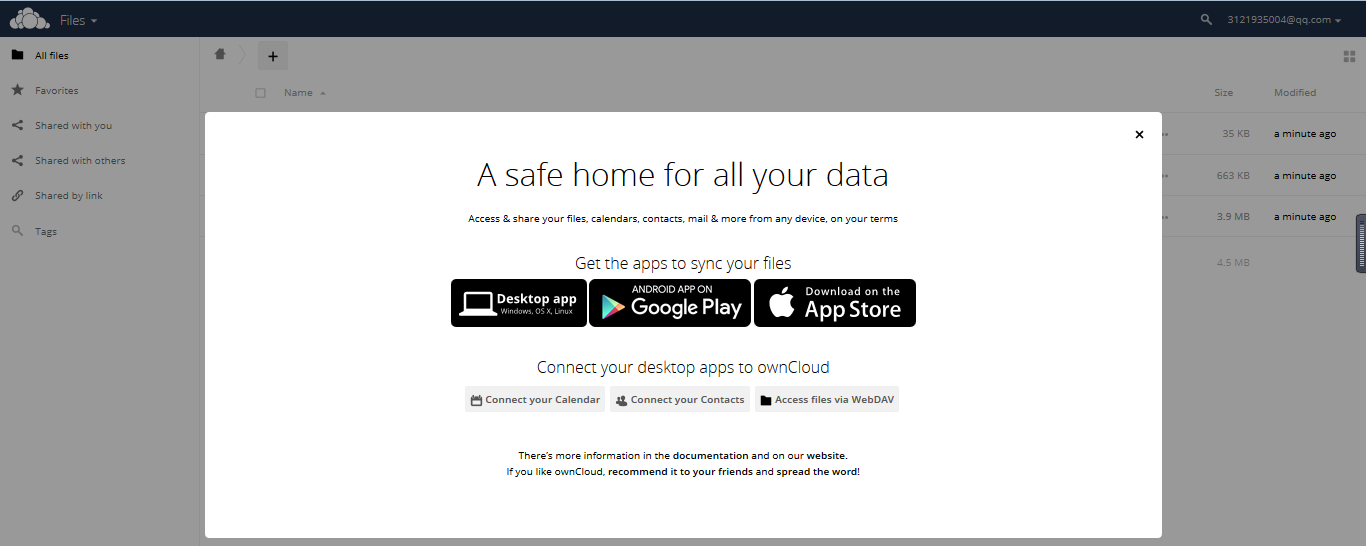 Files
3121935004@qq.com
All files
Favorites
Shared with you
Shared with others
Shared by link
Tags
+
Name
Size
Modified
35 KB
a minute ago
663 KB
a minute ago
3.9 MB
a minute ago
4.5 MB
A safe home for all your data
Access & share your files, calendars, contacts, mail & more from any device, on your terms
Get the apps to sync your files
Desktop app
Windows, OS X, Linux
ANDROID APP ON
Google Play
Download on the
App Store
Connect your desktop apps to ownCloud
Connect your Calendar
Connect your Contacts
Access files via WebDAV
There's more information in the documentation and on our website.
If you like ownCloud, recommend it to your friends and spread the word!